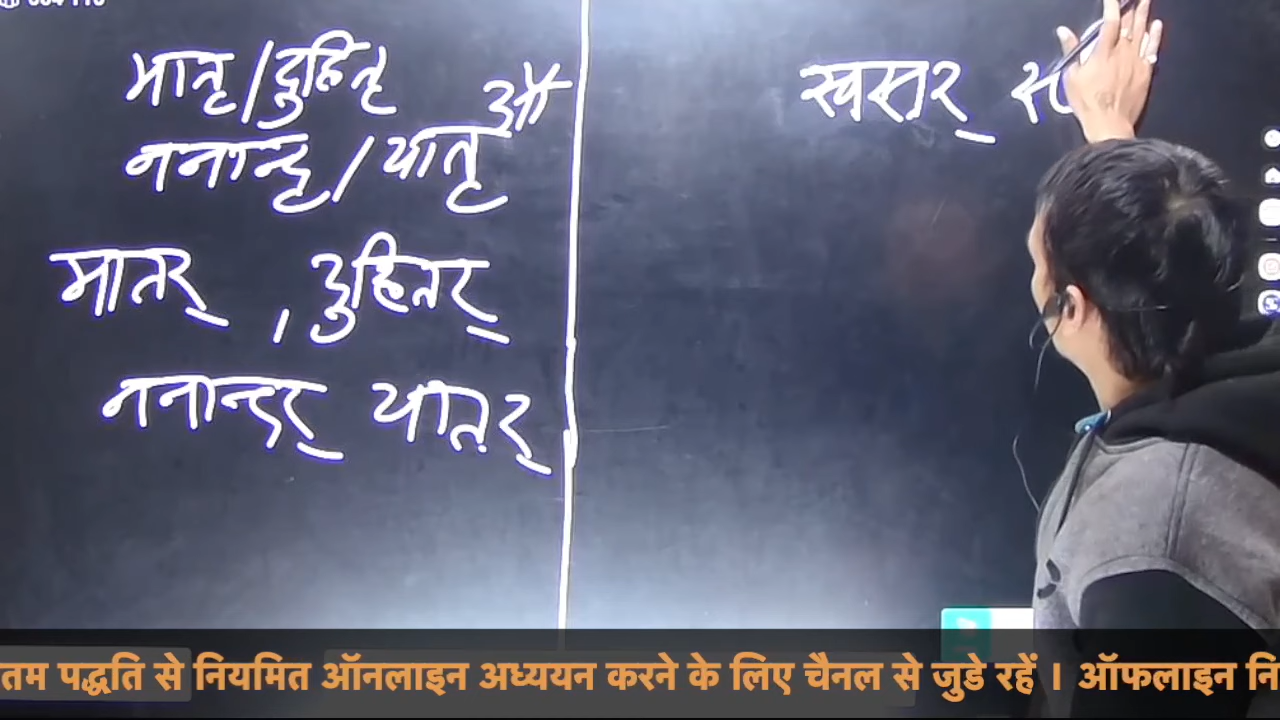 मातृ/दुहितृ
औ
ननान्दृ/यातृ
मातर् , दुहितर्
ननान्दर् यातर्
स्वसर्
तम पद्धति से नियमित ऑनलाइन अध्ययन करने के लिए चैनल से जुडे रहें । ऑफलाइन नि